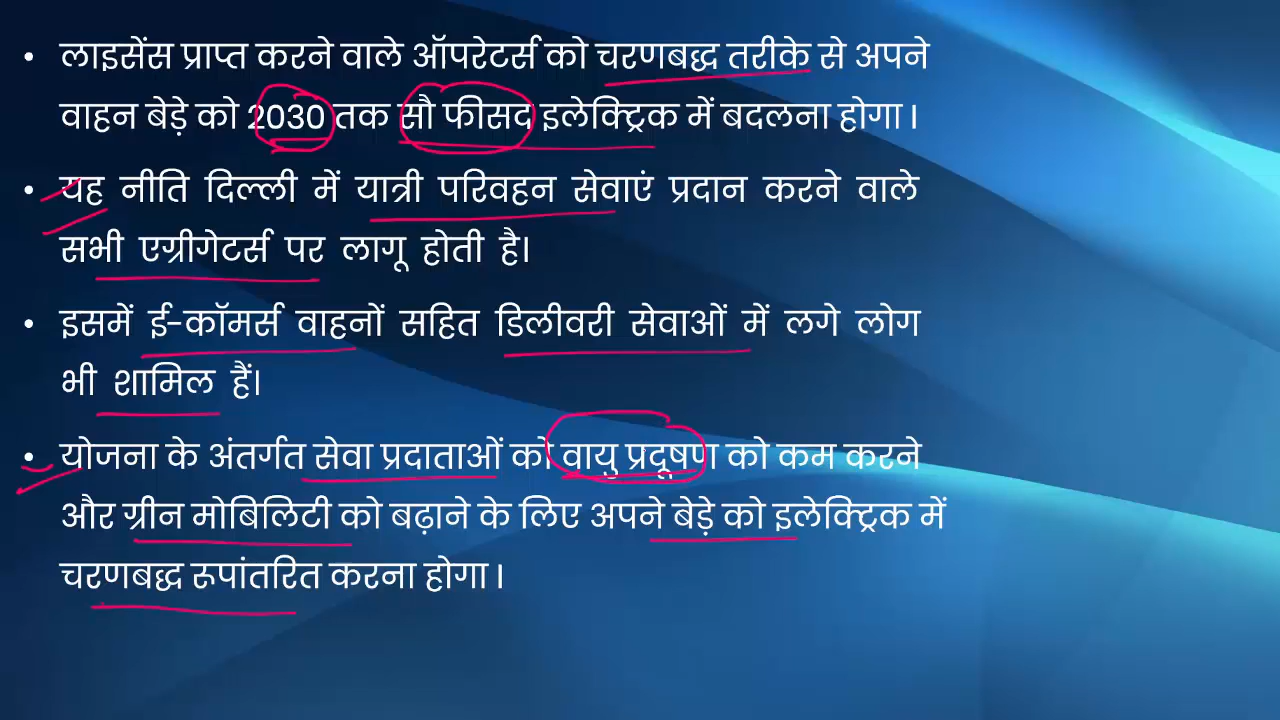 • लाइसेंस प्राप्त करने वाले ऑपरेटर्स को चरणबद्ध तरीके से अपने
वाहन बेड़े को 2030 तक सौ फीसद इलेक्ट्रिक में बदलना होगा।
• यह नीति दिल्ली में यात्री परिवहन सेवाएं प्रदान करने वाले
सभी एग्रीगेटर्स पर लागू होती है।
• इसमें ई-कॉमर्स वाहनों सहित डिलीवरी सेवाओं में लगे लोग
भी शामिल हैं।
• योजना के अंतर्गत सेवा प्रदाताओं को वायु प्रदूषण को कम करने
और ग्रीन मोबिलिटी को बढ़ाने के लिए अपने बेड़े को इलेक्ट्रिक में
चरणबद्ध रूपांतरित करना होगा।